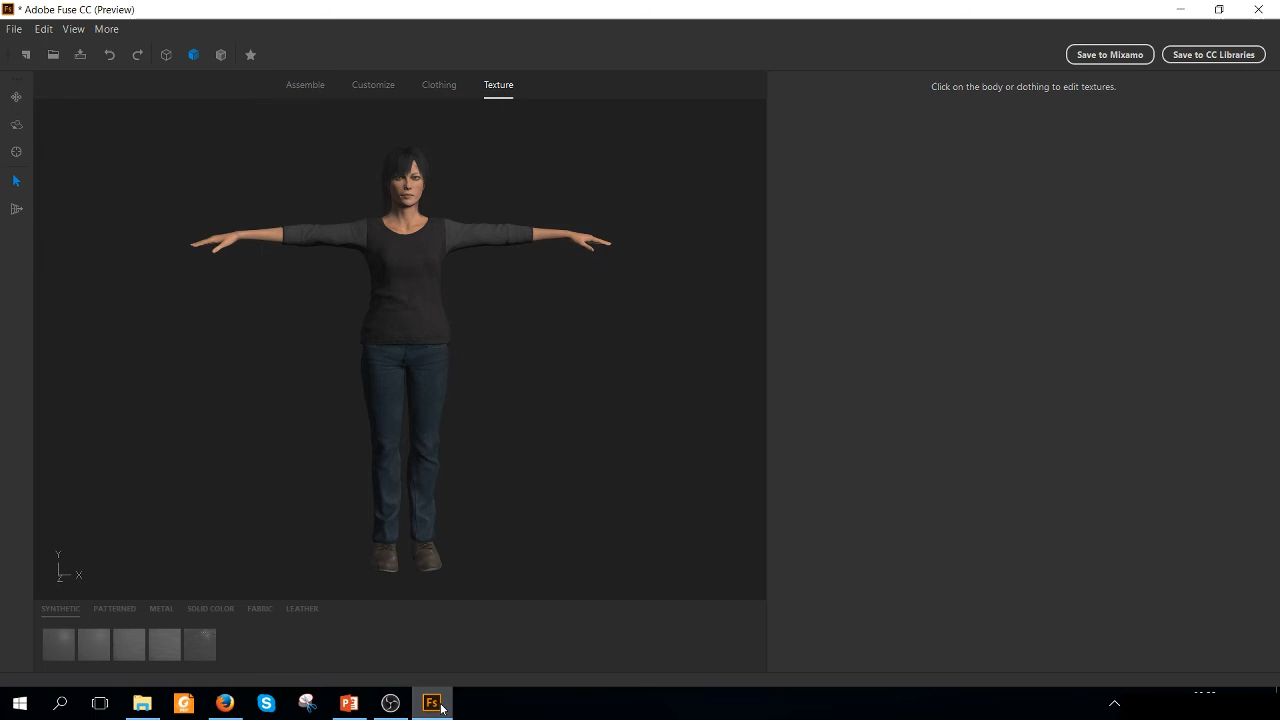 Fs * Adobe Fuse CC (Preview)
File Edit View More
Save to Mixamo Save to CC Libraries
Assemble Customize Clothing Texture
Click on the body or clothing to edit textures.
Y
Z X
SYNTHETIC PATTERNED METAL SOLID COLOR FABRIC LEATHER
Fs